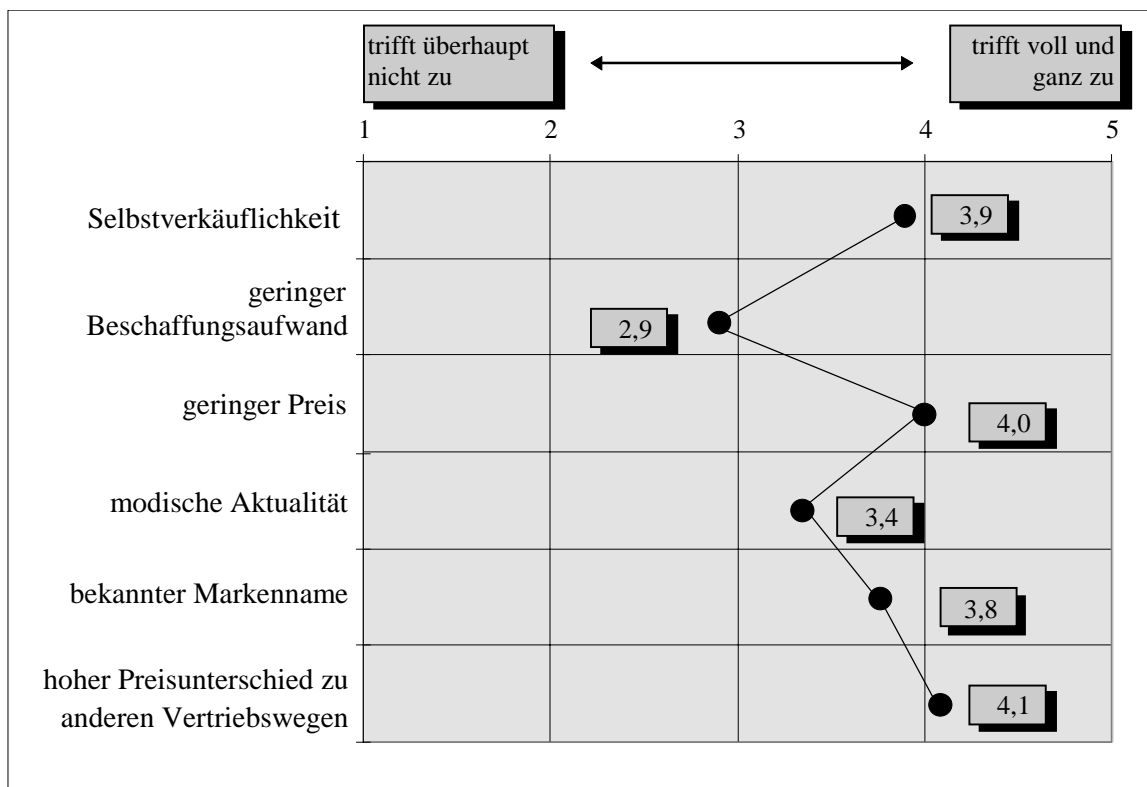 trifft überhaupt
nicht zu
trifft voll und
ganz zu
1 2 3 4 5
Selbstverkäuflichkeit
3,9
geringer
Beschaffungsaufwand
2,9
geringer Preis
4,0
modische Aktualität
3,4
bekannter Markenname
3,8
hoher Preisunterschied zu
anderen Vertriebswegen
4,1